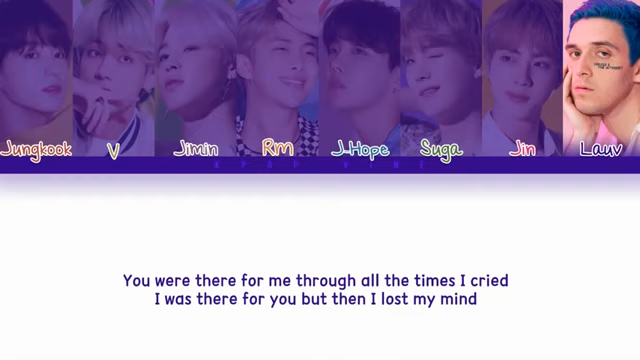 Jungkook
V
Jimin
Rm
J-Hope
Suga
Jin
Lauv
You were there for me through all the times I cried
I was there for you but then I lost my mind